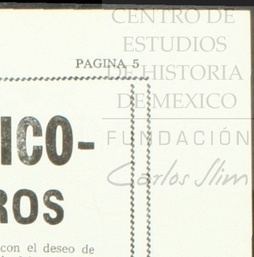 CENTRO DE
ESTUDIOS
PAGINA 5
DE HISTORIA
DE MEXICO
FUNDACIÓN
Carlos Slim
ICO-
ROS
con el deseo de